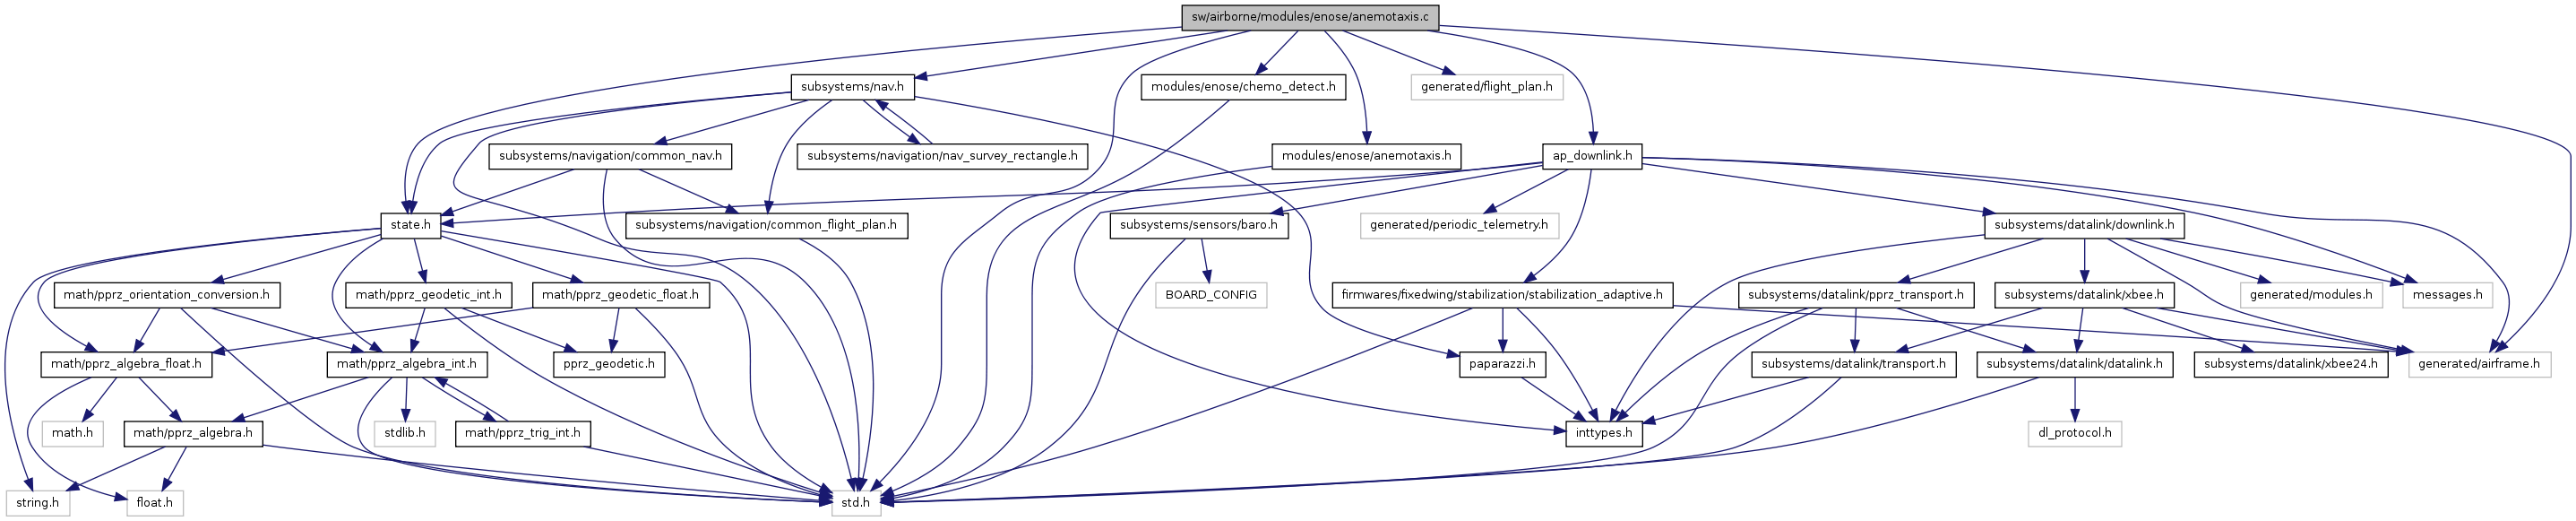 sw/airborne/modules/enose/anemotaxis.c
subsystems/nav.h
modules/enose/chemo_detect.h
generated/flight_plan.h
subsystems/navigation/common_nav.h
subsystems/navigation/nav_survey_rectangle.h
modules/enose/anemotaxis.h
ap_downlink.h
state.h
subsystems/navigation/common_flight_plan.h
subsystems/sensors/baro.h
generated/periodic_telemetry.h
subsystems/datalink/downlink.h
math/pprz_orientation_conversion.h
math/pprz_geodetic_int.h
math/pprz_geodetic_float.h
BOARD_CONFIG
firmwares/fixedwing/stabilization/stabilization_adaptive.h
subsystems/datalink/pprz_transport.h
subsystems/datalink/xbee.h
generated/modules.h
messages.h
math/pprz_algebra_float.h
math/pprz_algebra_int.h
pprz_geodetic.h
paparazzi.h
subsystems/datalink/transport.h
subsystems/datalink/datalink.h
subsystems/datalink/xbee24.h
generated/airframe.h
math.h
math/pprz_algebra.h
stdlib.h
math/pprz_trig_int.h
inttypes.h
dl_protocol.h
string.h
float.h
std.h